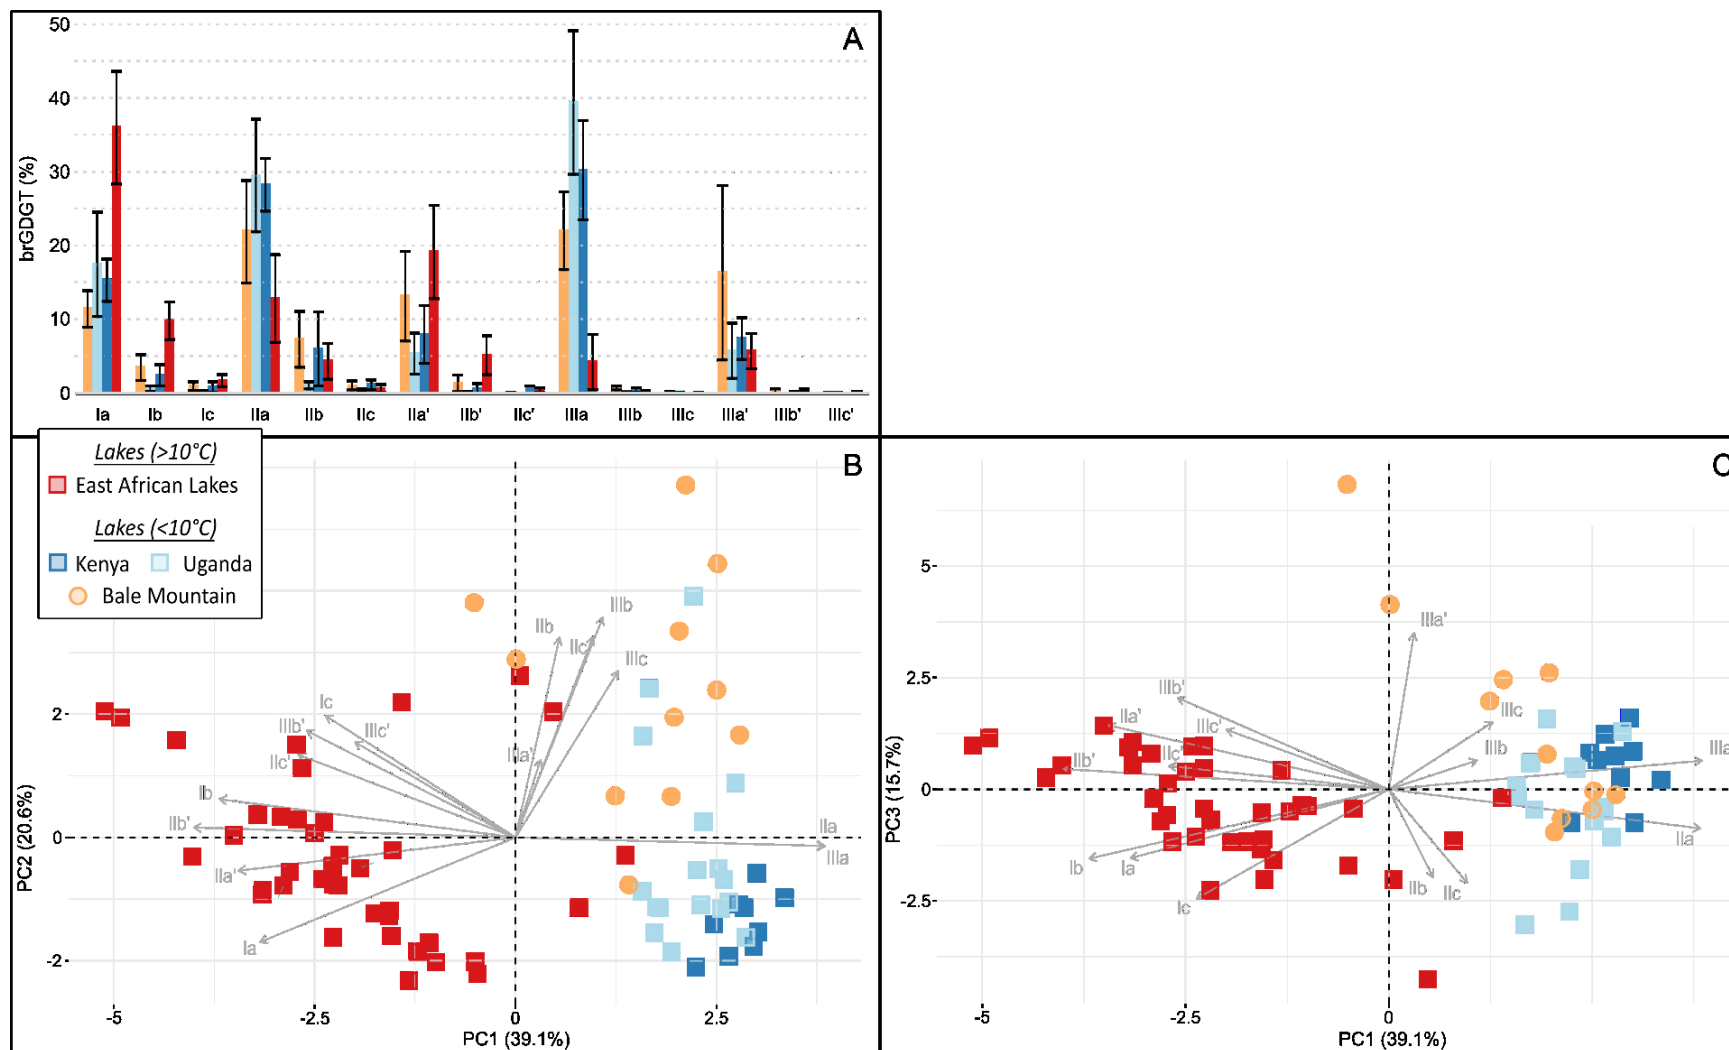 A
50
40
30
20
10
0
brGDGT (%)
Ia Ib Ic IIa IIb IIc IIa' IIb' IIc' IIIa IIIb IIIc IIIa' IIIb' IIIc'
Lakes (>10°C)
East African Lakes
Lakes (<10°C)
Kenya Uganda
Bale Mountain
B
IIIb
IIb
IIc
IIIc
Ic
IIIb'
IIIc'
IIc'
IIIa'
Ib
IIb'
IIa
IIIa
IIa'
Ia
2
0
-2
PC2 (20.6%)
-5 -2.5 0 2.5
PC1 (39.1%)
C
IIIa'
IIIb'
IIa'
IIIc'
IIIc
IIc'
IIb'
IIIb
IIIa
IIa
Ib
Ia
IIb
IIc
Ic
5
2.5
0
-2.5
PC3 (15.7%)
-5 -2.5 0 2.5
PC1 (39.1%)